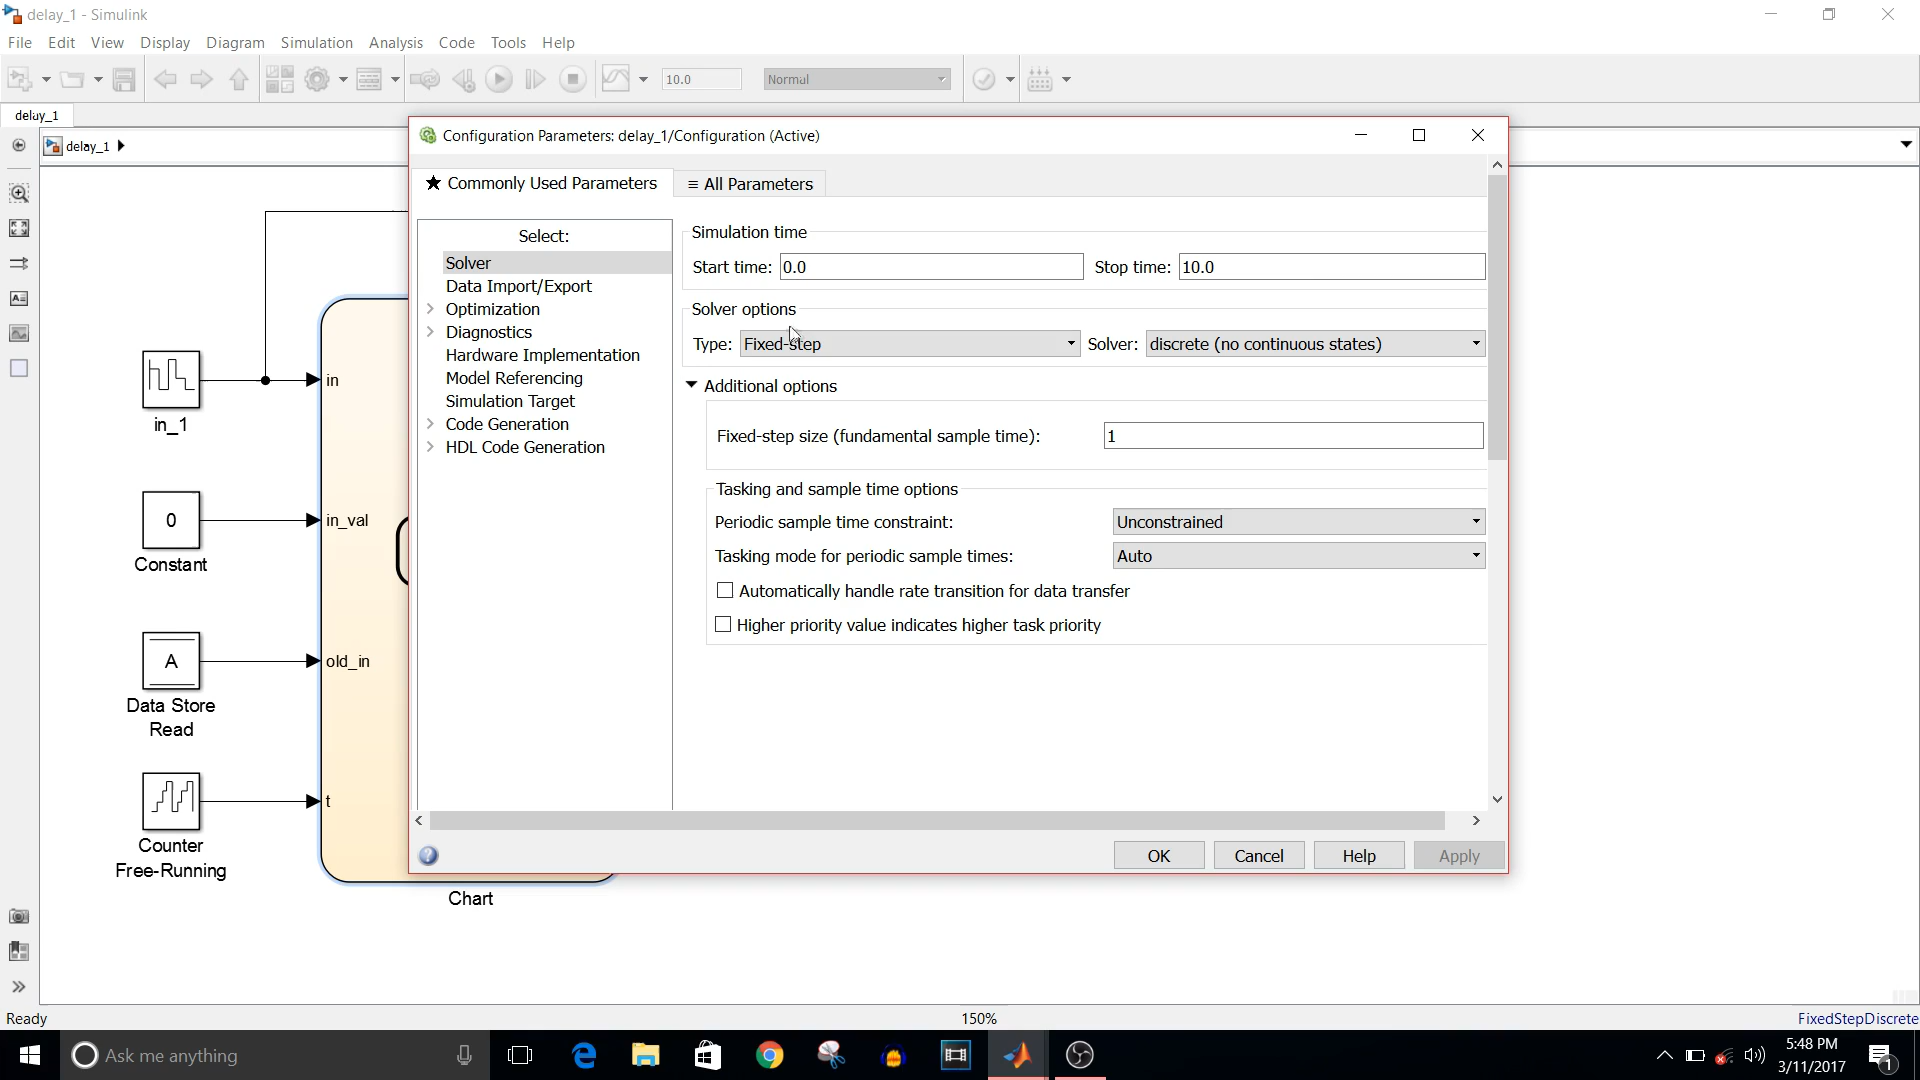 delay_1 - Simulink
File Edit View Display Diagram Simulation Analysis Code Tools Help
10.0 Normal
delay_1
delay_1
Configuration Parameters: delay_1/Configuration (Active)
★ Commonly Used Parameters ≡ All Parameters
Select:
Solver
Data Import/Export
Optimization
Diagnostics
Hardware Implementation
Model Referencing
Simulation Target
Code Generation
HDL Code Generation
Simulation time
Start time: 0.0 Stop time: 10.0
Solver options
Type: Fixed-step Solver: discrete (no continuous states)
Additional options
Fixed-step size (fundamental sample time): 1
Tasking and sample time options
Periodic sample time constraint: Unconstrained
Tasking mode for periodic sample times: Auto
Automatically handle rate transition for data transfer
Higher priority value indicates higher task priority
OK Cancel Help Apply
in
in_1
0 in_val
Constant
A old_in
Data Store
Read
t
Counter
Free-Running
Chart
Ready 150% FixedStepDiscrete
Ask me anything
5:48 PM
3/11/2017
1